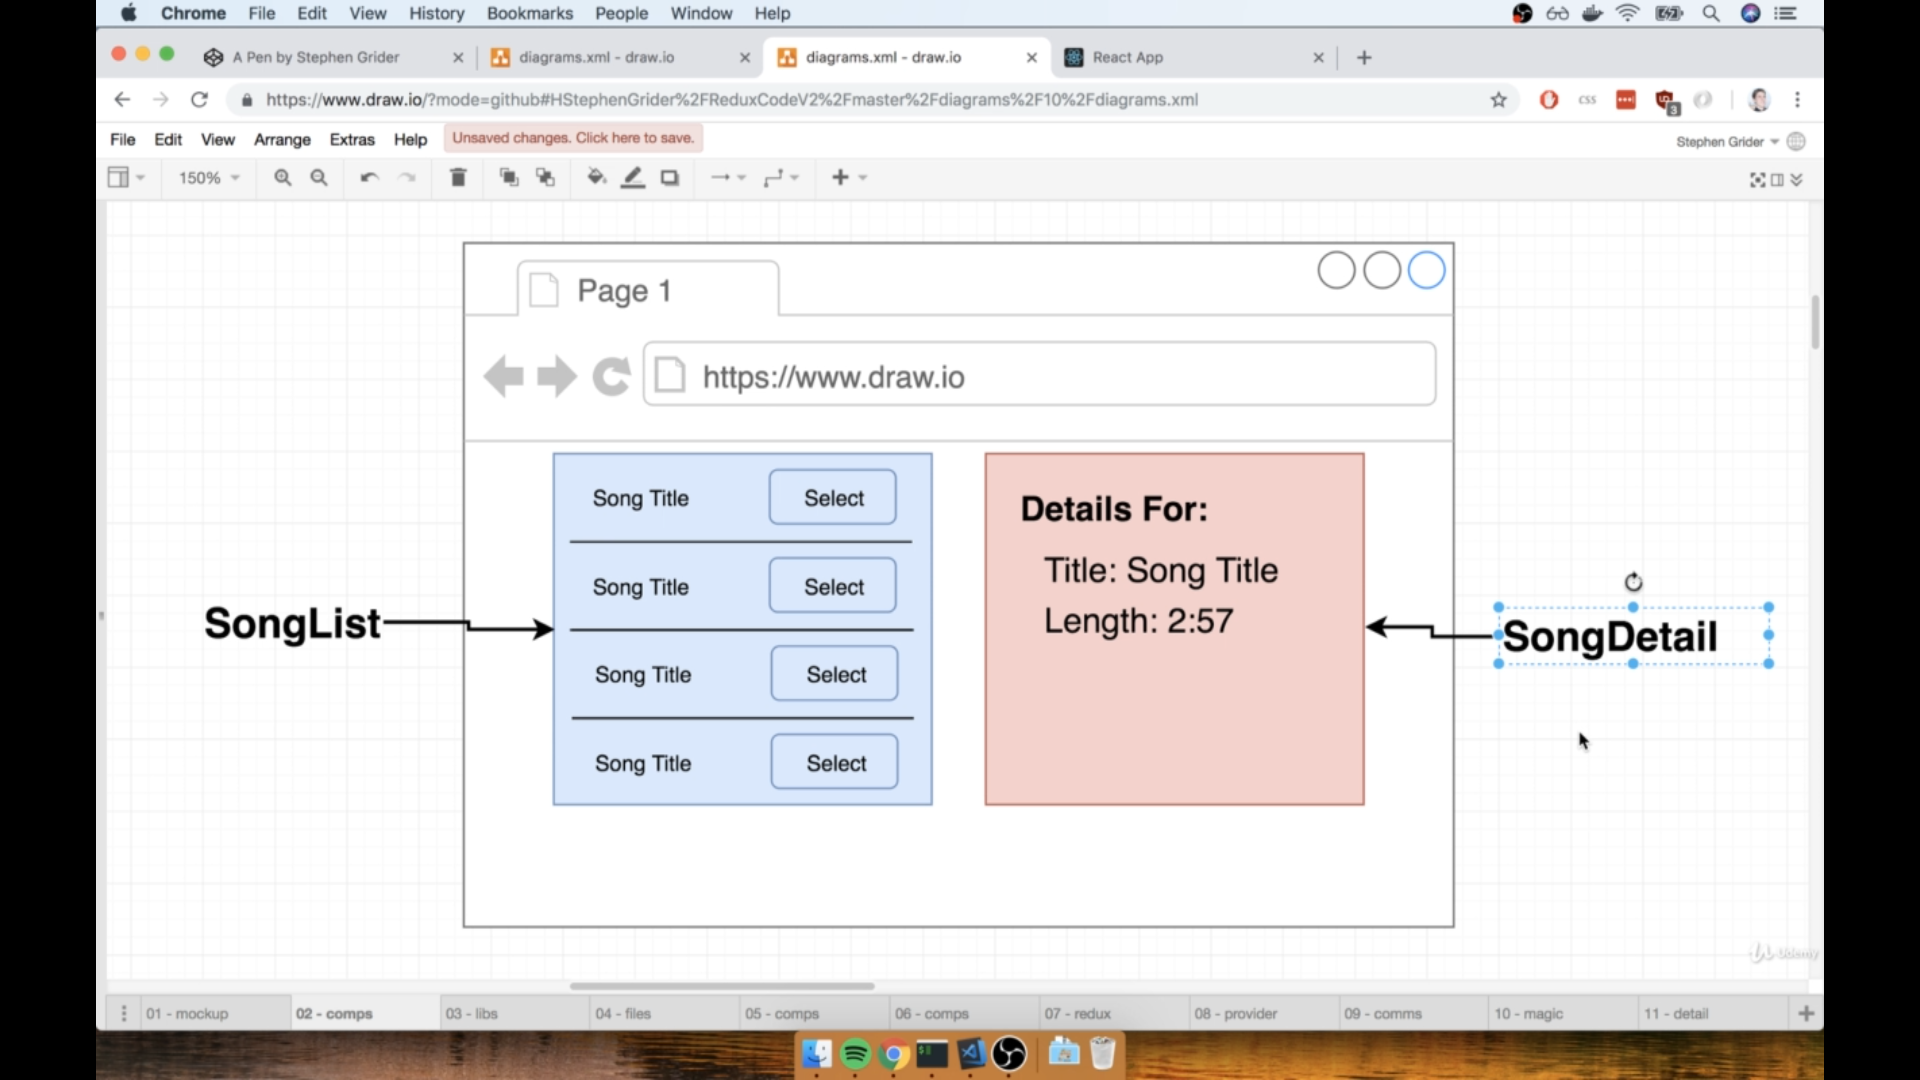 Chrome File Edit View History Bookmarks People Window Help
A Pen by Stephen Grider
diagrams.xml - draw.io
diagrams.xml - draw.io
React App
https://www.draw.io/?mode=github#HStephenGrider%2FReduxCodeV2%2Fmaster%2Fdiagrams%2F10%2Fdiagrams.xml
css
3
File Edit View Arrange Extras Help
Unsaved changes. Click here to save.
Stephen Grider
150%
Page 1
https://www.draw.io
Song Title Select
Song Title Select
Song Title Select
Song Title Select
Details For:
Title: Song Title
Length: 2:57
SongList
SongDetail
Udemy
01 - mockup
02 - comps
03 - libs
04 - files
05 - comps
06 - comps
07 - redux
08 - provider
09 - comms
10 - magic
11 - detail